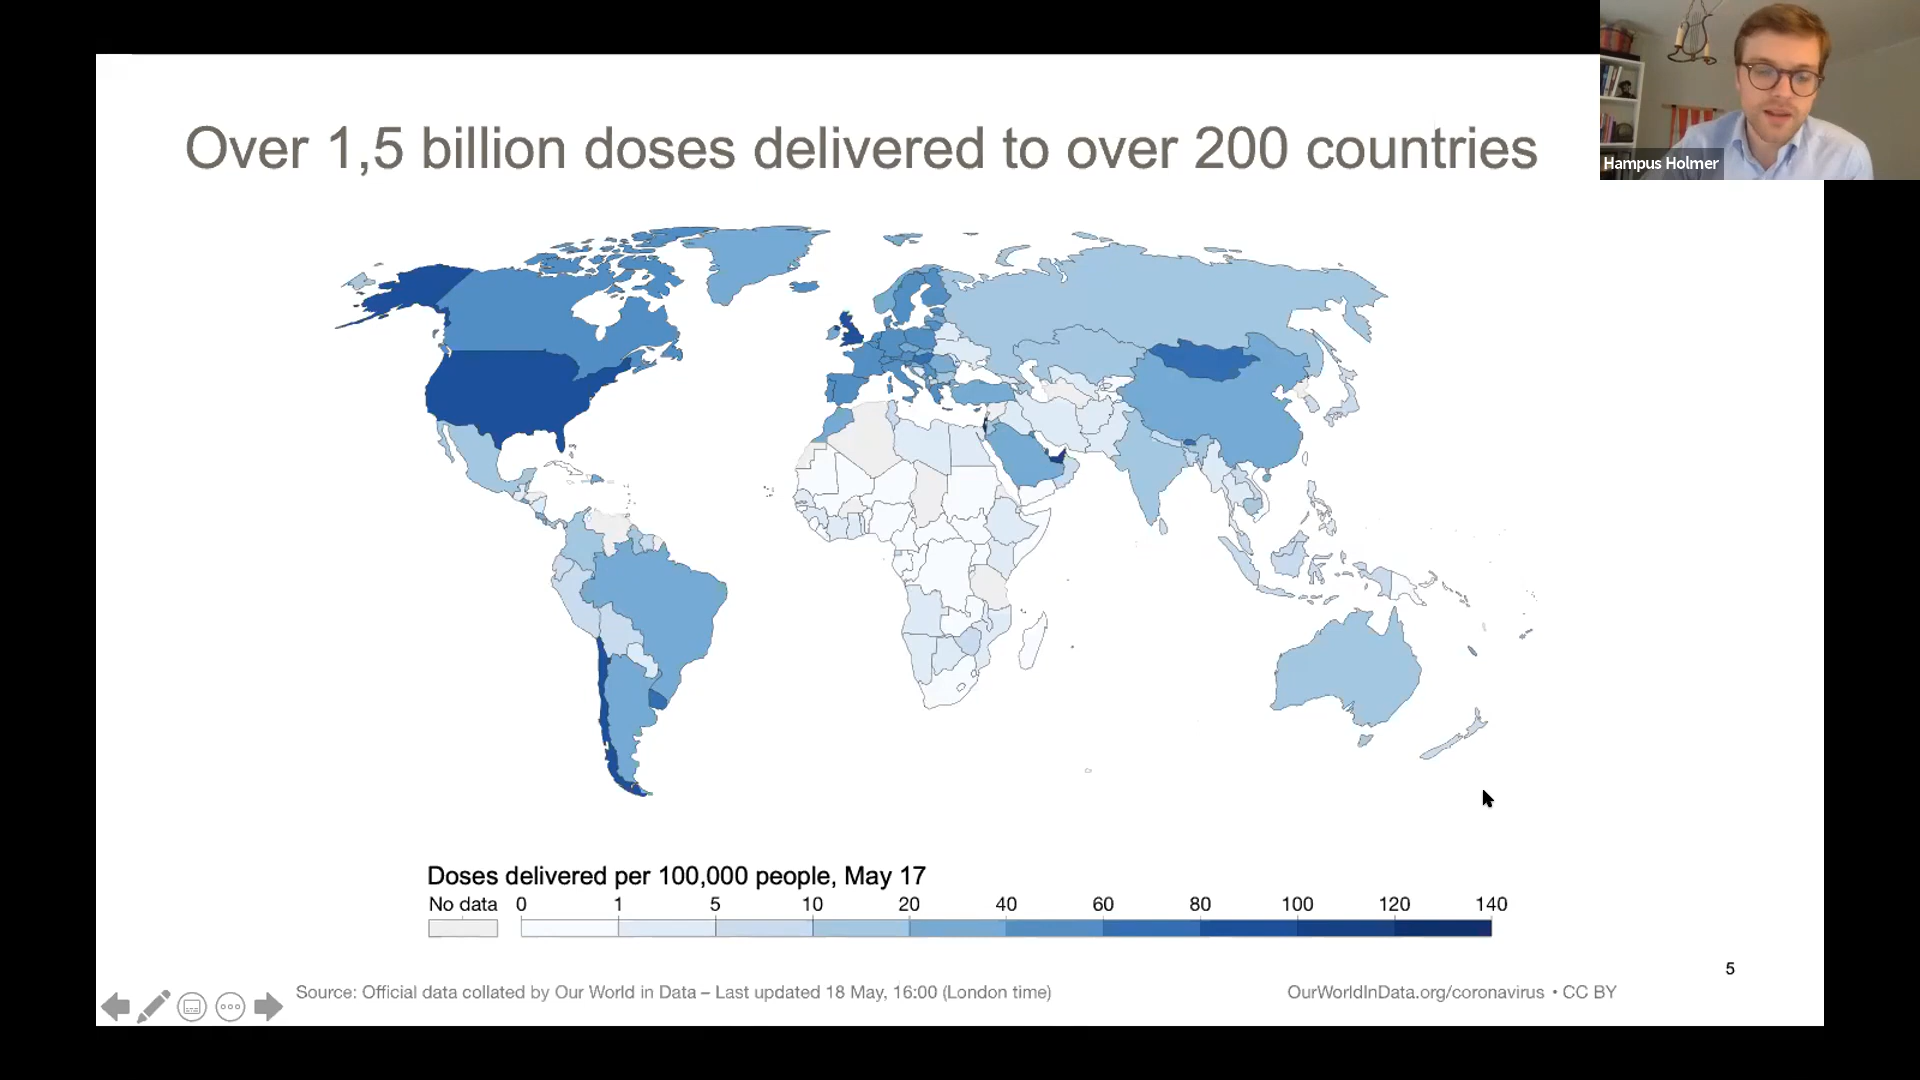 Over 1,5 billion doses delivered to over 200 countries
Hampus Holmer
Doses delivered per 100,000 people, May 17
No data 0 1 5 10 20 40 60 80 100 120 140
5
Source: Official data collated by Our World in Data – Last updated 18 May, 16:00 (London time)
OurWorldInData.org/coronavirus • CC BY